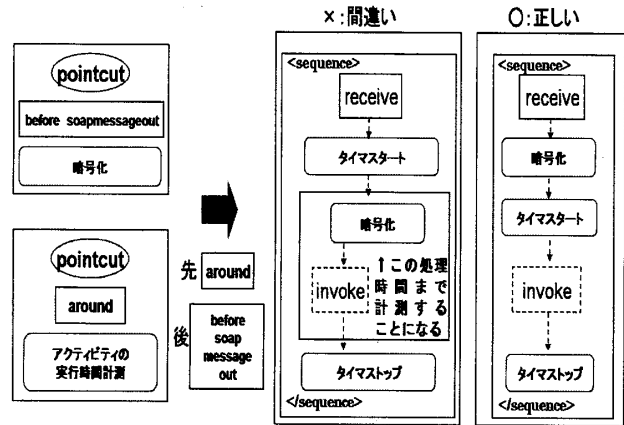 pointcut
before soapmessageout
暗号化
pointcut
around
アクティビティの
実行時間計測
先 around
後 before
soap
message
out
×:間違い
<sequence>
receive
タイマスタート
暗号化
invoke
↑この処理
時間まで
計測する
ことになる
タイマストップ
</sequence>
〇:正しい
<sequence>
receive
暗号化
タイマスタート
invoke
タイマストップ
</sequence>